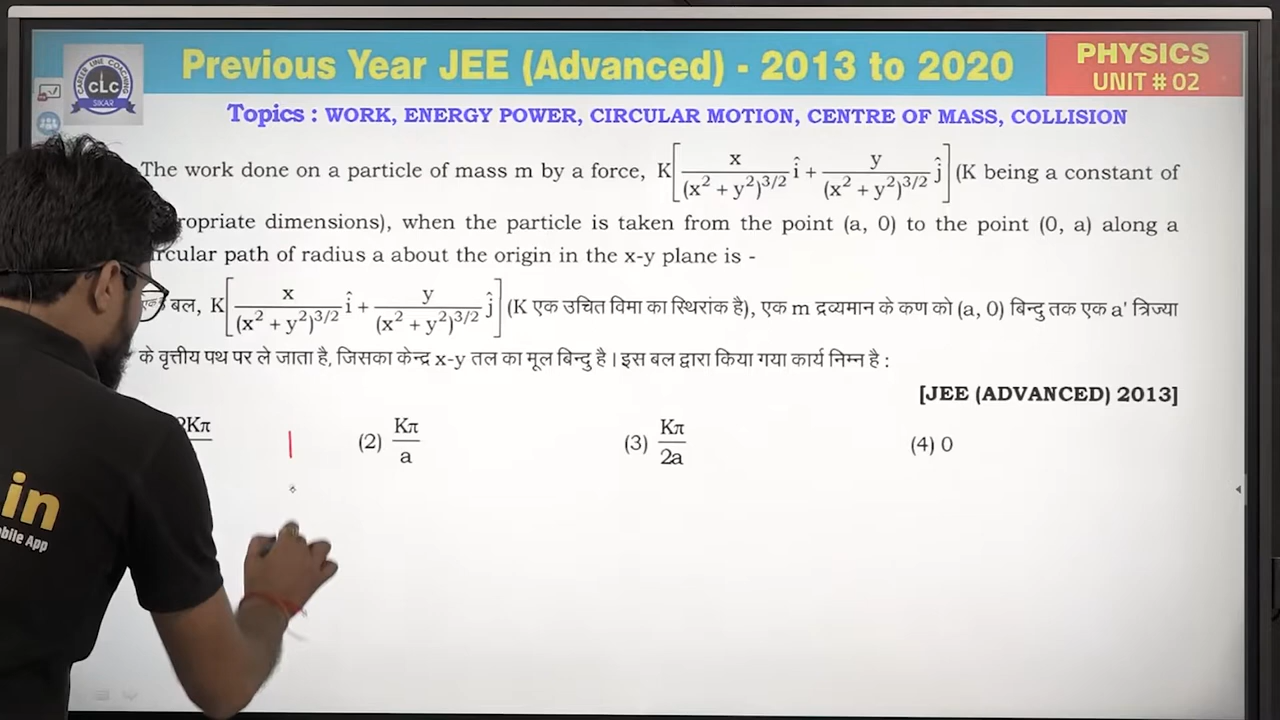 Previous Year JEE (Advanced) - 2013 to 2020
PHYSICS
UNIT # 02
CAREER LINE COACHING
CLC
SIKAR
Topics : WORK, ENERGY POWER, CIRCULAR MOTION, CENTRE OF MASS, COLLISION
The work done on a particle of mass m by a force, K[x/(x² + y²)^3/2 î + y/(x² + y²)^3/2 ĵ] (K being a constant of
ropriate dimensions), when the particle is taken from the point (a, 0) to the point (0, a) along a
rcular path of radius a about the origin in the x-y plane is -
एक बल, K[x/(x² + y²)^3/2 î + y/(x² + y²)^3/2 ĵ] (K एक उचित विमा का स्थिरांक है), एक m द्रव्यमान के कण को (a, 0) बिन्दु तक एक a' त्रिज्या
के वृत्तीय पथ पर ले जाता है, जिसका केन्द्र x-y तल का मूल बिन्दु है। इस बल द्वारा किया गया कार्य निम्न है :
[JEE (ADVANCED) 2013]
2Kπ (2) Kπ/a (3) Kπ/2a (4) 0
in
bile App